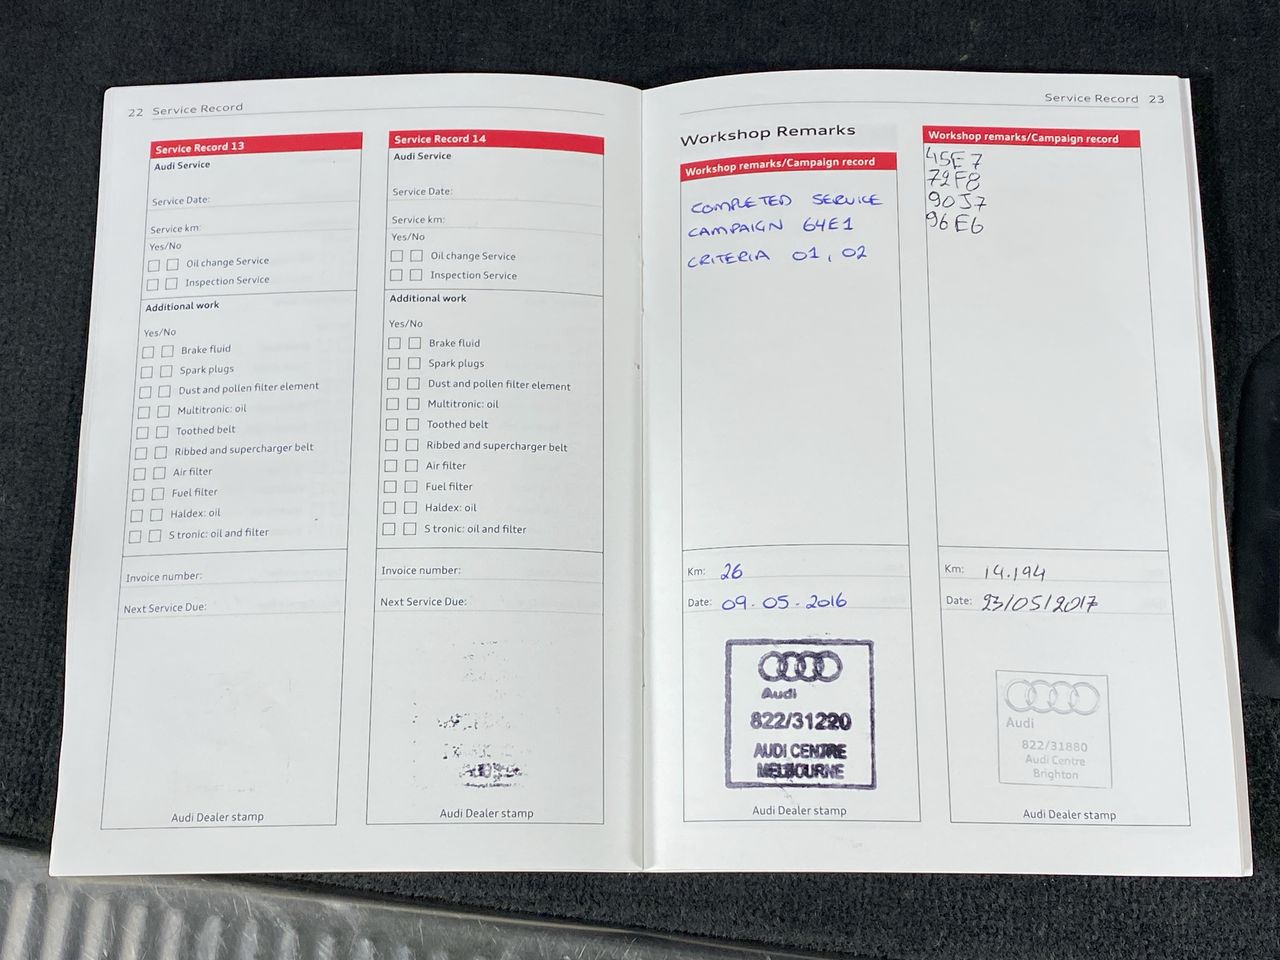 22 Service Record
Service Record 13
Audi Service
Service Date:
Service km:
Yes/No
Oil change Service
Inspection Service
Additional work
Yes/No
Brake fluid
Spark plugs
Dust and pollen filter element
Multitronic: oil
Toothed belt
Ribbed and supercharger belt
Air filter
Fuel filter
Haldex: oil
S tronic: oil and filter
Invoice number:
Next Service Due:
Audi Dealer stamp
Service Record 14
Audi Service
Service Date:
Service km:
Yes/No
Oil change Service
Inspection Service
Additional work
Yes/No
Brake fluid
Spark plugs
Dust and pollen filter element
Multitronic: oil
Toothed belt
Ribbed and supercharger belt
Air filter
Fuel filter
Haldex: oil
S tronic: oil and filter
Invoice number:
Next Service Due:
Audi Dealer stamp
Service Record 23
Workshop Remarks
Workshop remarks/Campaign record
COMPLETED SERVICE
CAMPAIGN 64E1
CRITERIA 01, 02
Km: 26
Date: 09.05.2016
Audi
822/31220
AUDI CENTRE
MELBOURNE
Audi Dealer stamp
Workshop remarks/Campaign record
45E7
72F8
90J7
96E6
Km: 14.194
Date: 23/05/2017
Audi
822/31880
Audi Centre
Brighton
Audi Dealer stamp